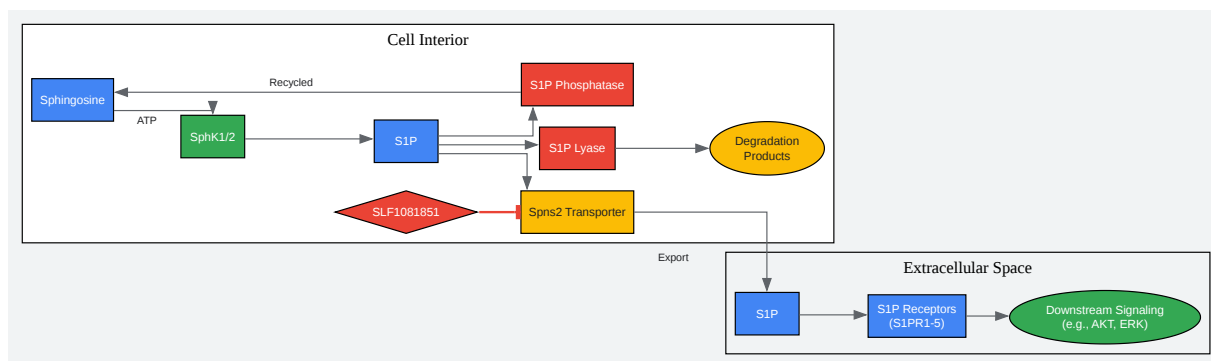 Cell Interior
Sphingosine
Recycled
ATP
SphK1/2
S1P
S1P Phosphatase
S1P Lyase
Degradation
Products
SLF1081851
Spns2 Transporter
Export
Extracellular Space
S1P
S1P Receptors
(S1PR1-5)
Downstream Signaling
(e.g., AKT, ERK)